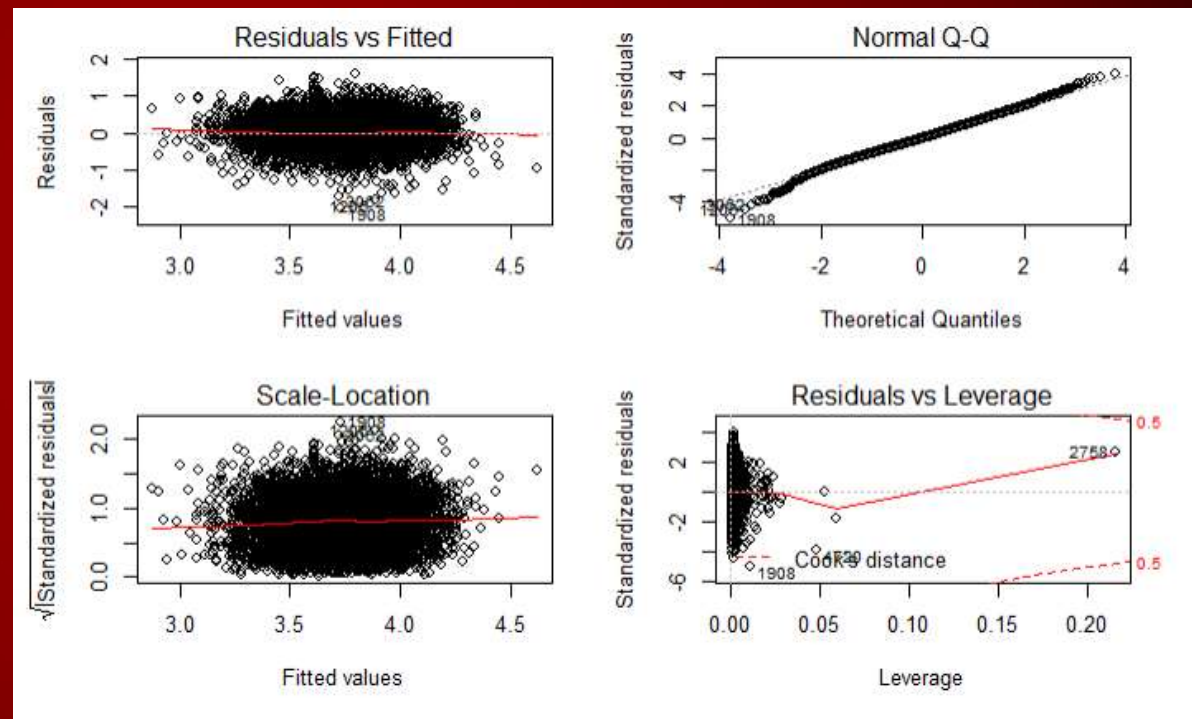 Residuals vs Fitted
Residuals
2
1
0
-1
-2
1908
3.0 3.5 4.0 4.5
Fitted values
Normal Q-Q
Standardized residuals
4
2
0
-4
1908
-4 -2 0 2 4
Theoretical Quantiles
Scale-Location
√|Standardized residuals|
2.0
1.0
0.0
1908
3.0 3.5 4.0 4.5
Fitted values
Residuals vs Leverage
Standardized residuals
2
-2
-6
2758
0.5
0.5
Cook's distance
1908
0.00 0.05 0.10 0.15 0.20
Leverage